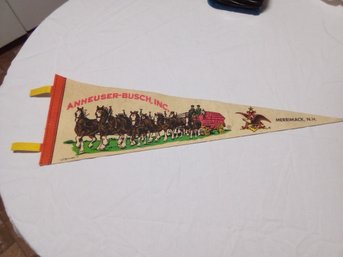 ANHEUSER-BUSCH, INC.
MERRIMACK, N.H.